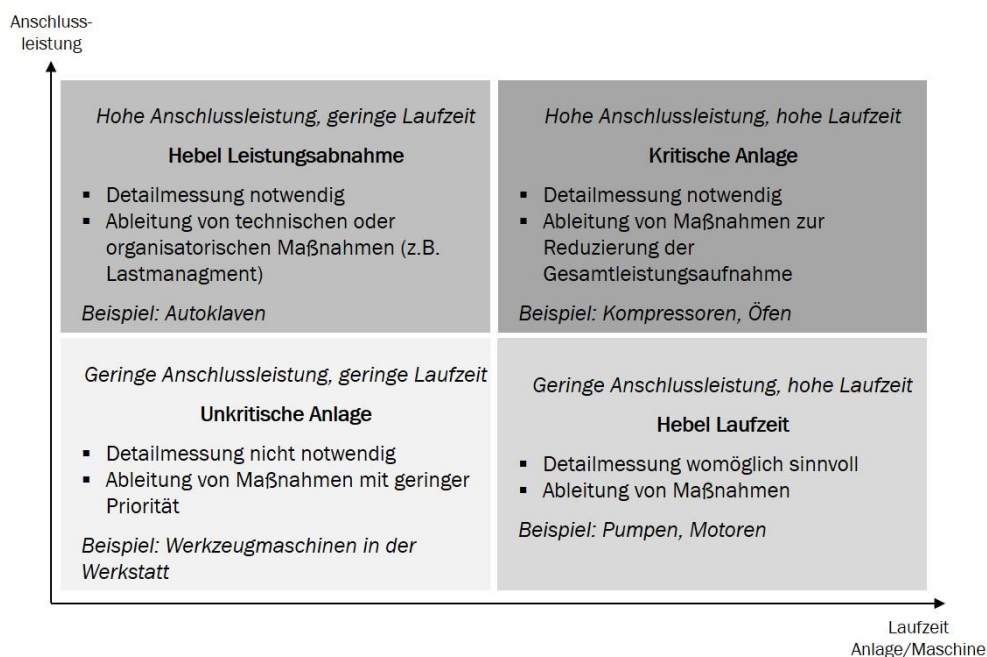 Anschluss-
leistung
Hohe Anschlussleistung, geringe Laufzeit
Hebel Leistungsabnahme
▪ Detailmessung notwendig
▪ Ableitung von technischen oder
organisatorischen Maßnahmen (z.B.
Lastmanagment)
Beispiel: Autoklaven
Hohe Anschlussleistung, hohe Laufzeit
Kritische Anlage
▪ Detailmessung notwendig
▪ Ableitung von Maßnahmen zur
Reduzierung der
Gesamtleistungsaufnahme
Beispiel: Kompressoren, Öfen
Geringe Anschlussleistung, geringe Laufzeit
Unkritische Anlage
▪ Detailmessung nicht notwendig
▪ Ableitung von Maßnahmen mit geringer
Priorität
Beispiel: Werkzeugmaschinen in der
Werkstatt
Geringe Anschlussleistung, hohe Laufzeit
Hebel Laufzeit
▪ Detailmessung womöglich sinnvoll
▪ Ableitung von Maßnahmen
Beispiel: Pumpen, Motoren
Laufzeit
Anlage/Maschine